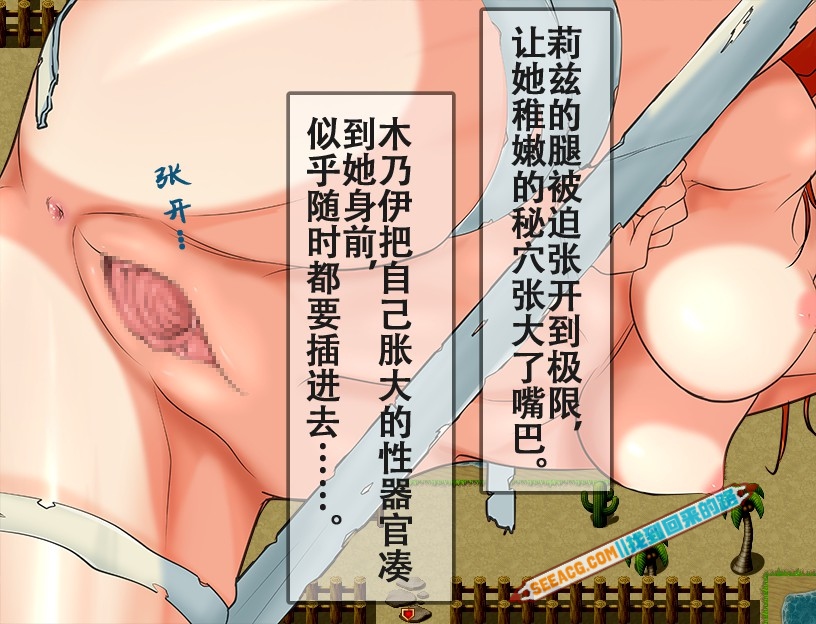 莉兹的腿被迫张开到极限，
让她稚嫩的秘穴张大了嘴巴。
木乃伊把自己胀大的性器官凑
到她身前，
似乎随时都要插进去……。
张
开…
SEEACG.COM||找到回来的路